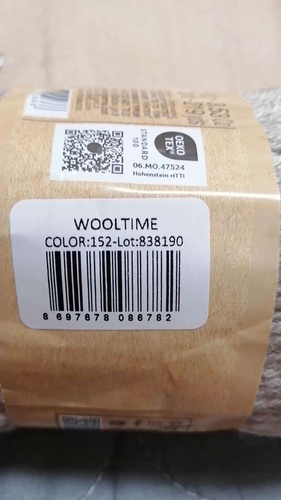 OEKO
TEX®
STANDARD
100
06.MO.47524
Hohenstein HTTI
WOOLTIME
COLOR:152-Lot:838190
8 697678 086782